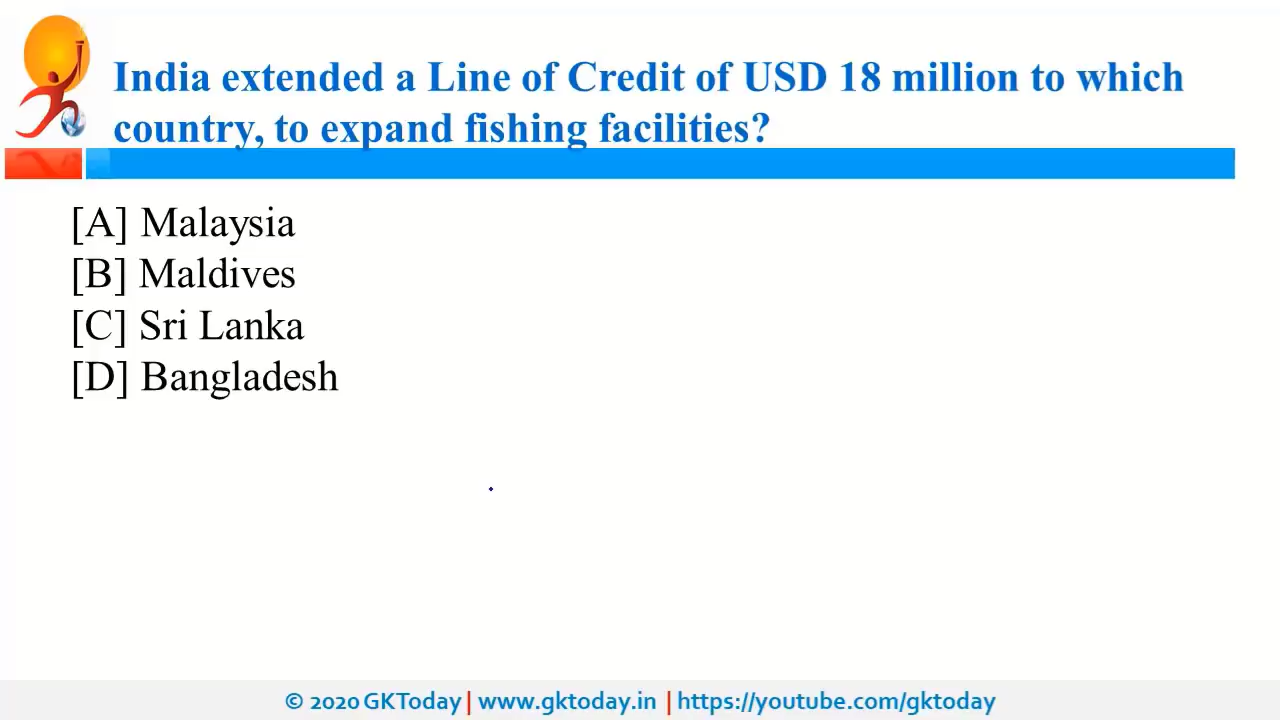 India extended a Line of Credit of USD 18 million to which
country, to expand fishing facilities?
[A] Malaysia
[B] Maldives
[C] Sri Lanka
[D] Bangladesh
© 2020 GKToday | www.gktoday.in | https://youtube.com/gktoday